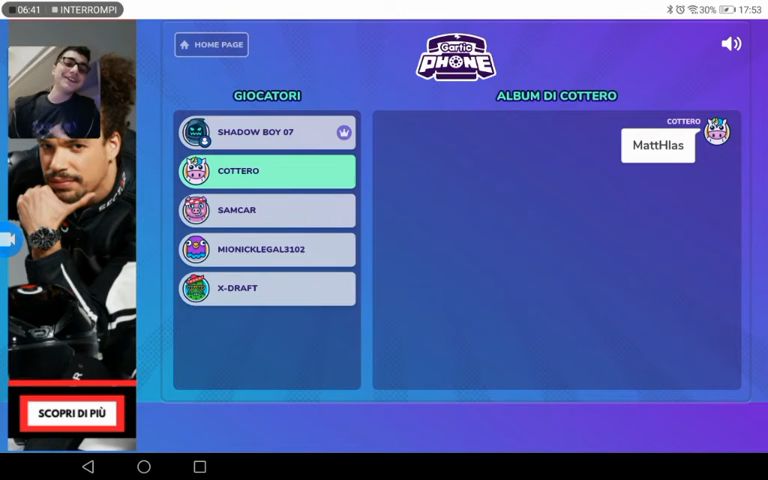 06:41 INTERROMPI
30% 17:53
HOME PAGE
Gartic
PHONE
GIOCATORI
ALBUM DI COTTERO
SHADOW BOY 07
COTTERO
SAMCAR
MIONICKLEGAL3102
X-DRAFT
COTTERO
MattHlas
SCOPRI DI PIÙ